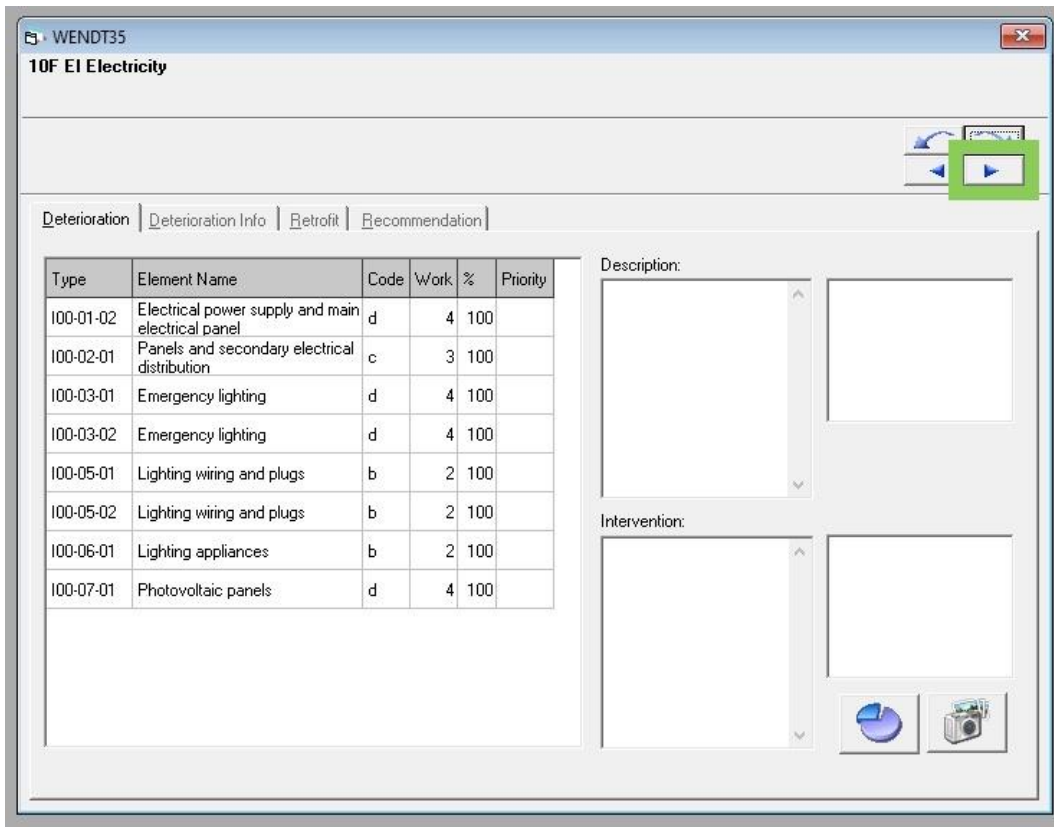 WENDT35
10F El Electricity
Deterioration Deterioration Info Retrofit Recommendation
Type Element Name Code Work % Priority
I00-01-02 Electrical power supply and main electrical panel d 4 100
I00-02-01 Panels and secondary electrical distribution c 3 100
I00-03-01 Emergency lighting d 4 100
I00-03-02 Emergency lighting d 4 100
I00-05-01 Lighting wiring and plugs b 2 100
I00-05-02 Lighting wiring and plugs b 2 100
I00-06-01 Lighting appliances b 2 100
I00-07-01 Photovoltaic panels d 4 100
Description:
Intervention: